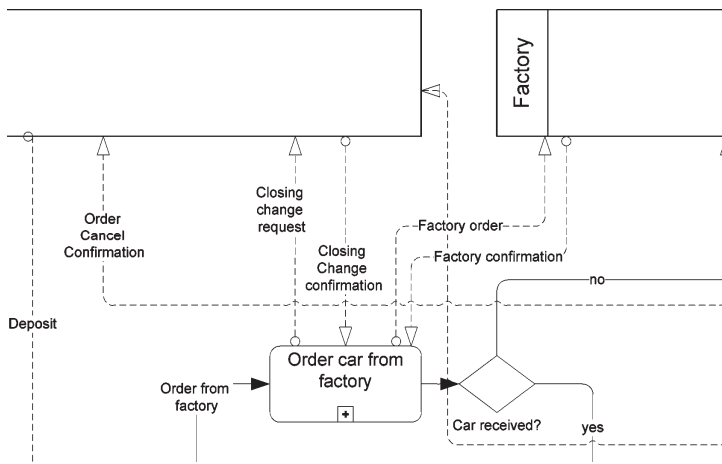 Factory
Closing
change
request
Order
Cancel
Confirmation
Factory order
Closing
Change
confirmation
Factory confirmation
no
Deposit
Order car from
factory
Order from
factory
Car received?
yes